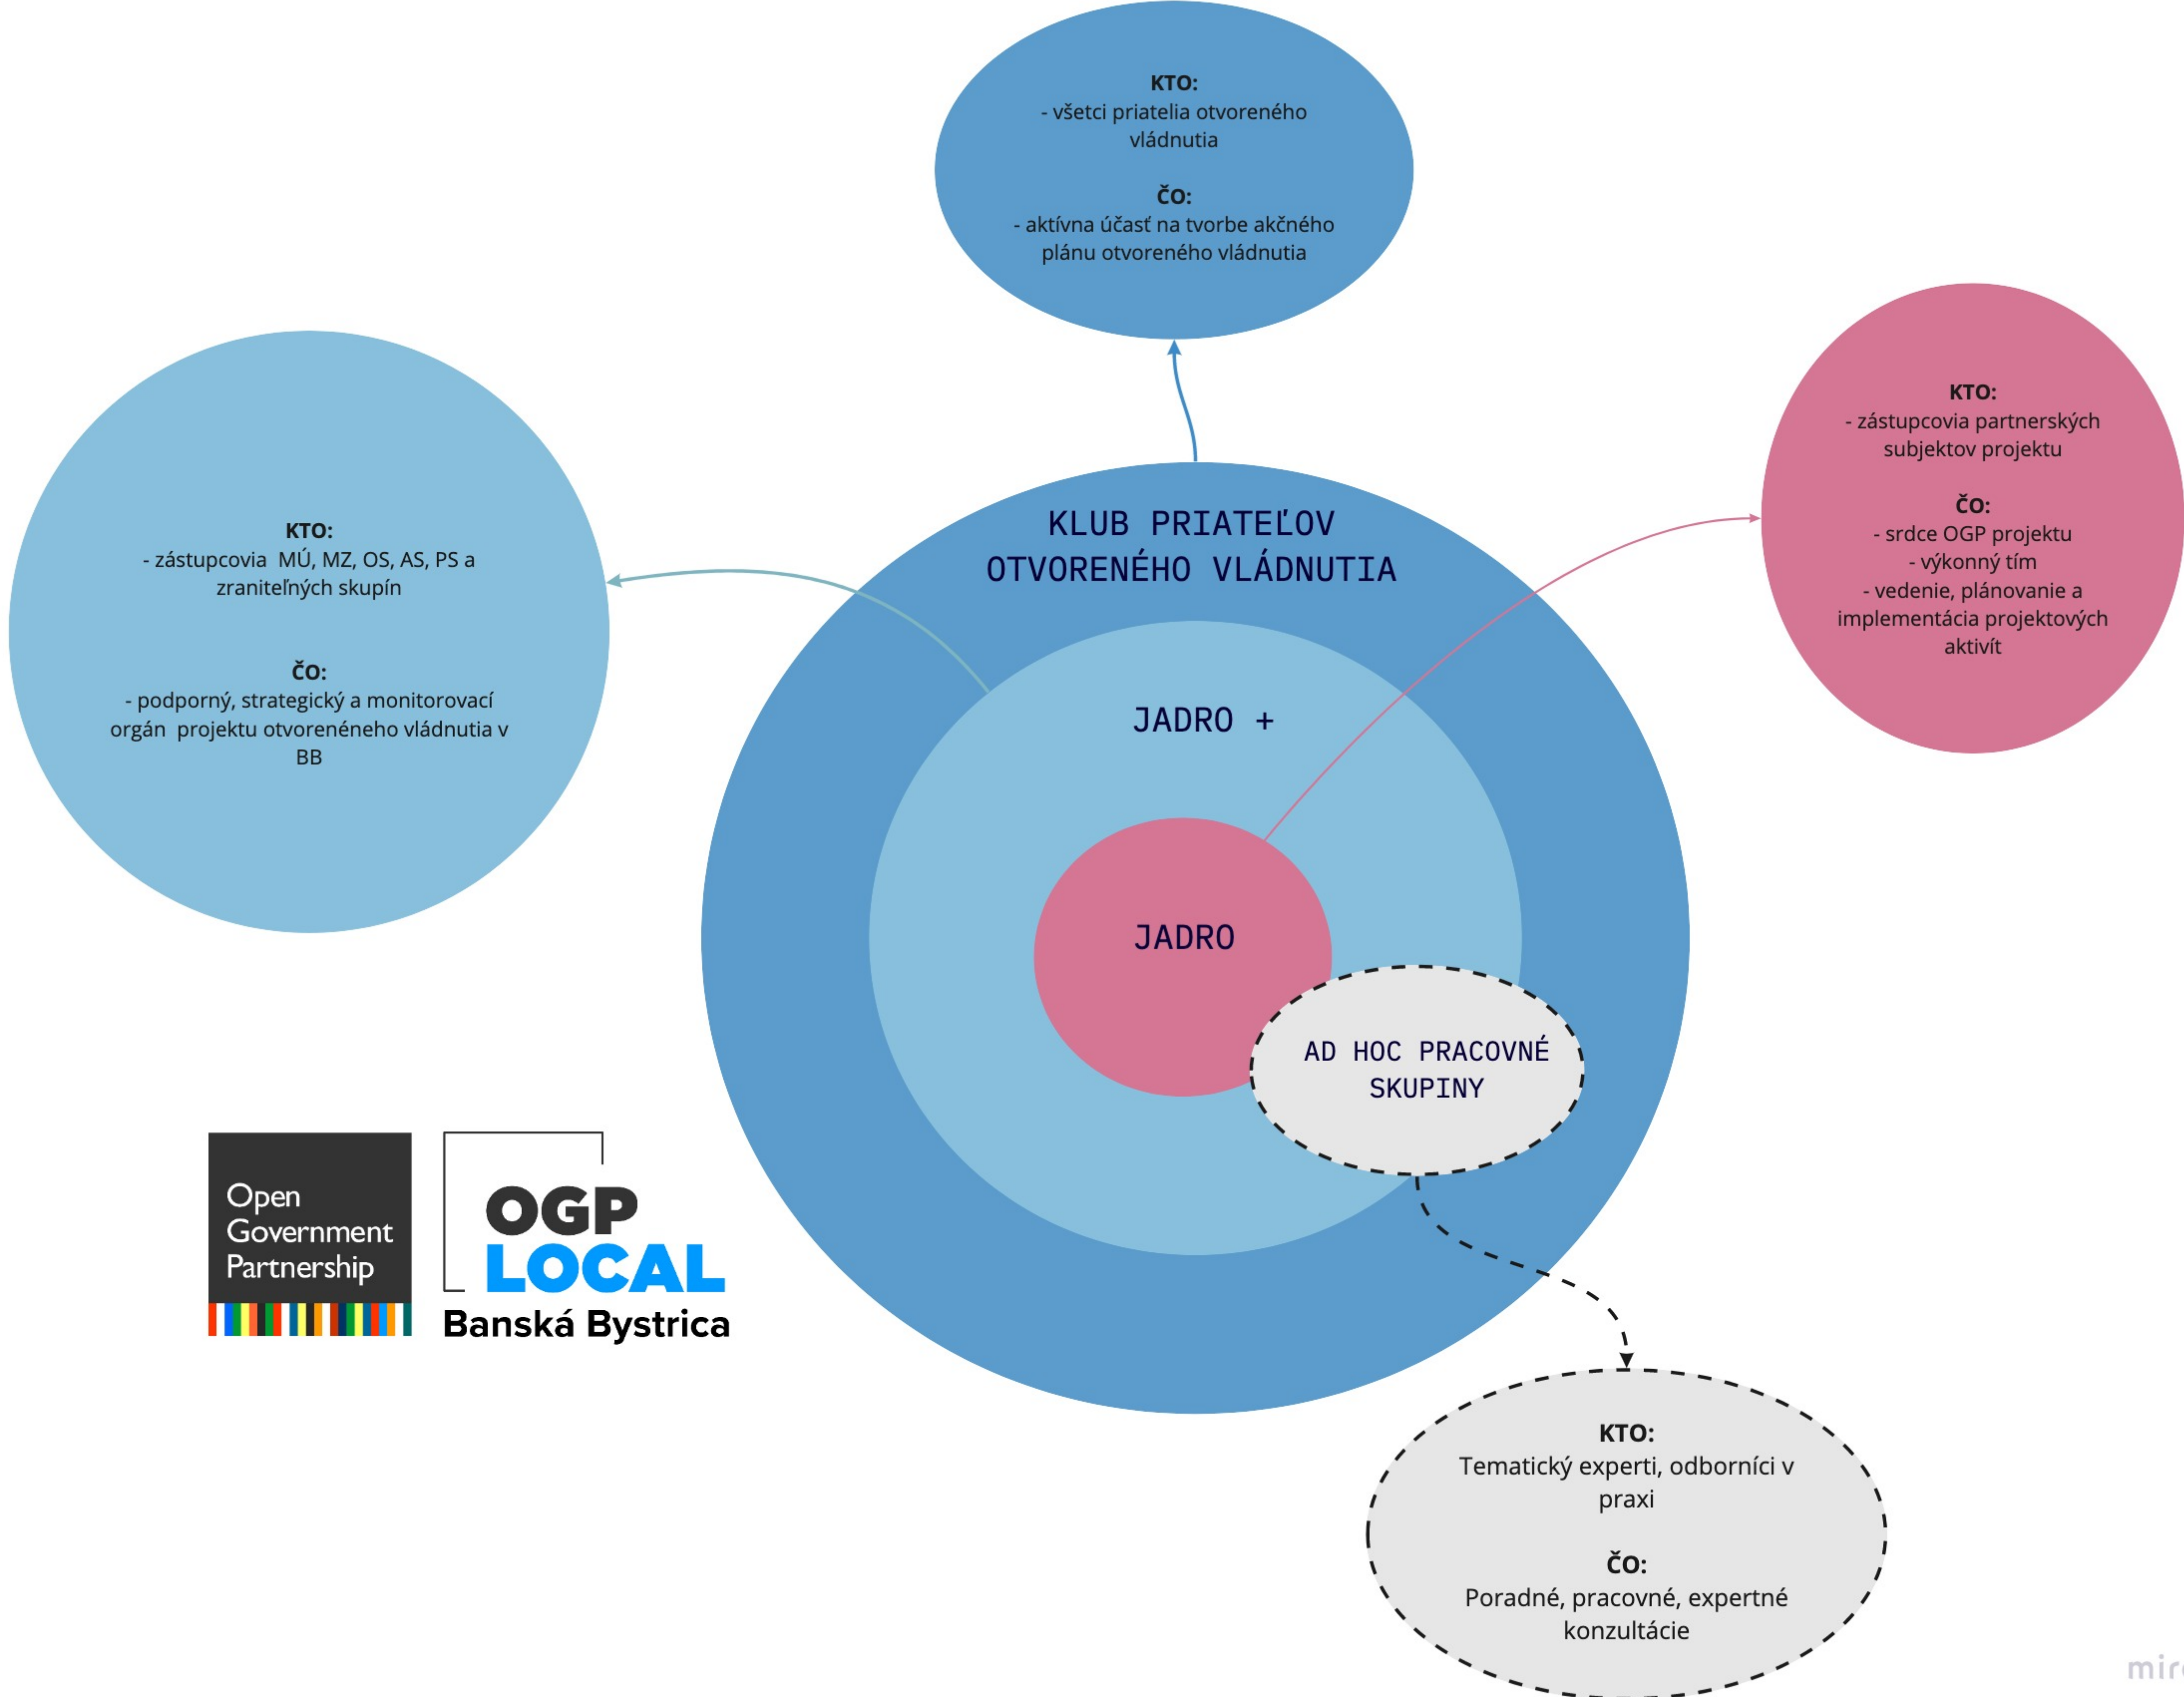 KTO:
- všetci priatelia otvoreného
vládnutia
ČO:
- aktívna účasť na tvorbe akčného
plánu otvoreného vládnutia
KTO:
- zástupcovia partnerských
subjektov projektu
ČO:
- srdce OGP projektu
- výkonný tím
- vedenie, plánovanie a
implementácia projektových
aktivít
KTO:
- zástupcovia  MÚ, MZ, OS, AS, PS a
zraniteľných skupín
ČO:
- podporný, strategický a monitorovací
orgán  projektu otvorenéneho vládnutia v
BB
KLUB PRIATEĽOV
OTVORENÉHO VLÁDNUTIA
JADRO +
JADRO
AD HOC PRACOVNÉ
SKUPINY
Open
Government
Partnership
OGP
LOCAL
Banská Bystrica
KTO:
Tematický experti, odborníci v
praxi
ČO:
Poradné, pracovné, expertné
konzultácie